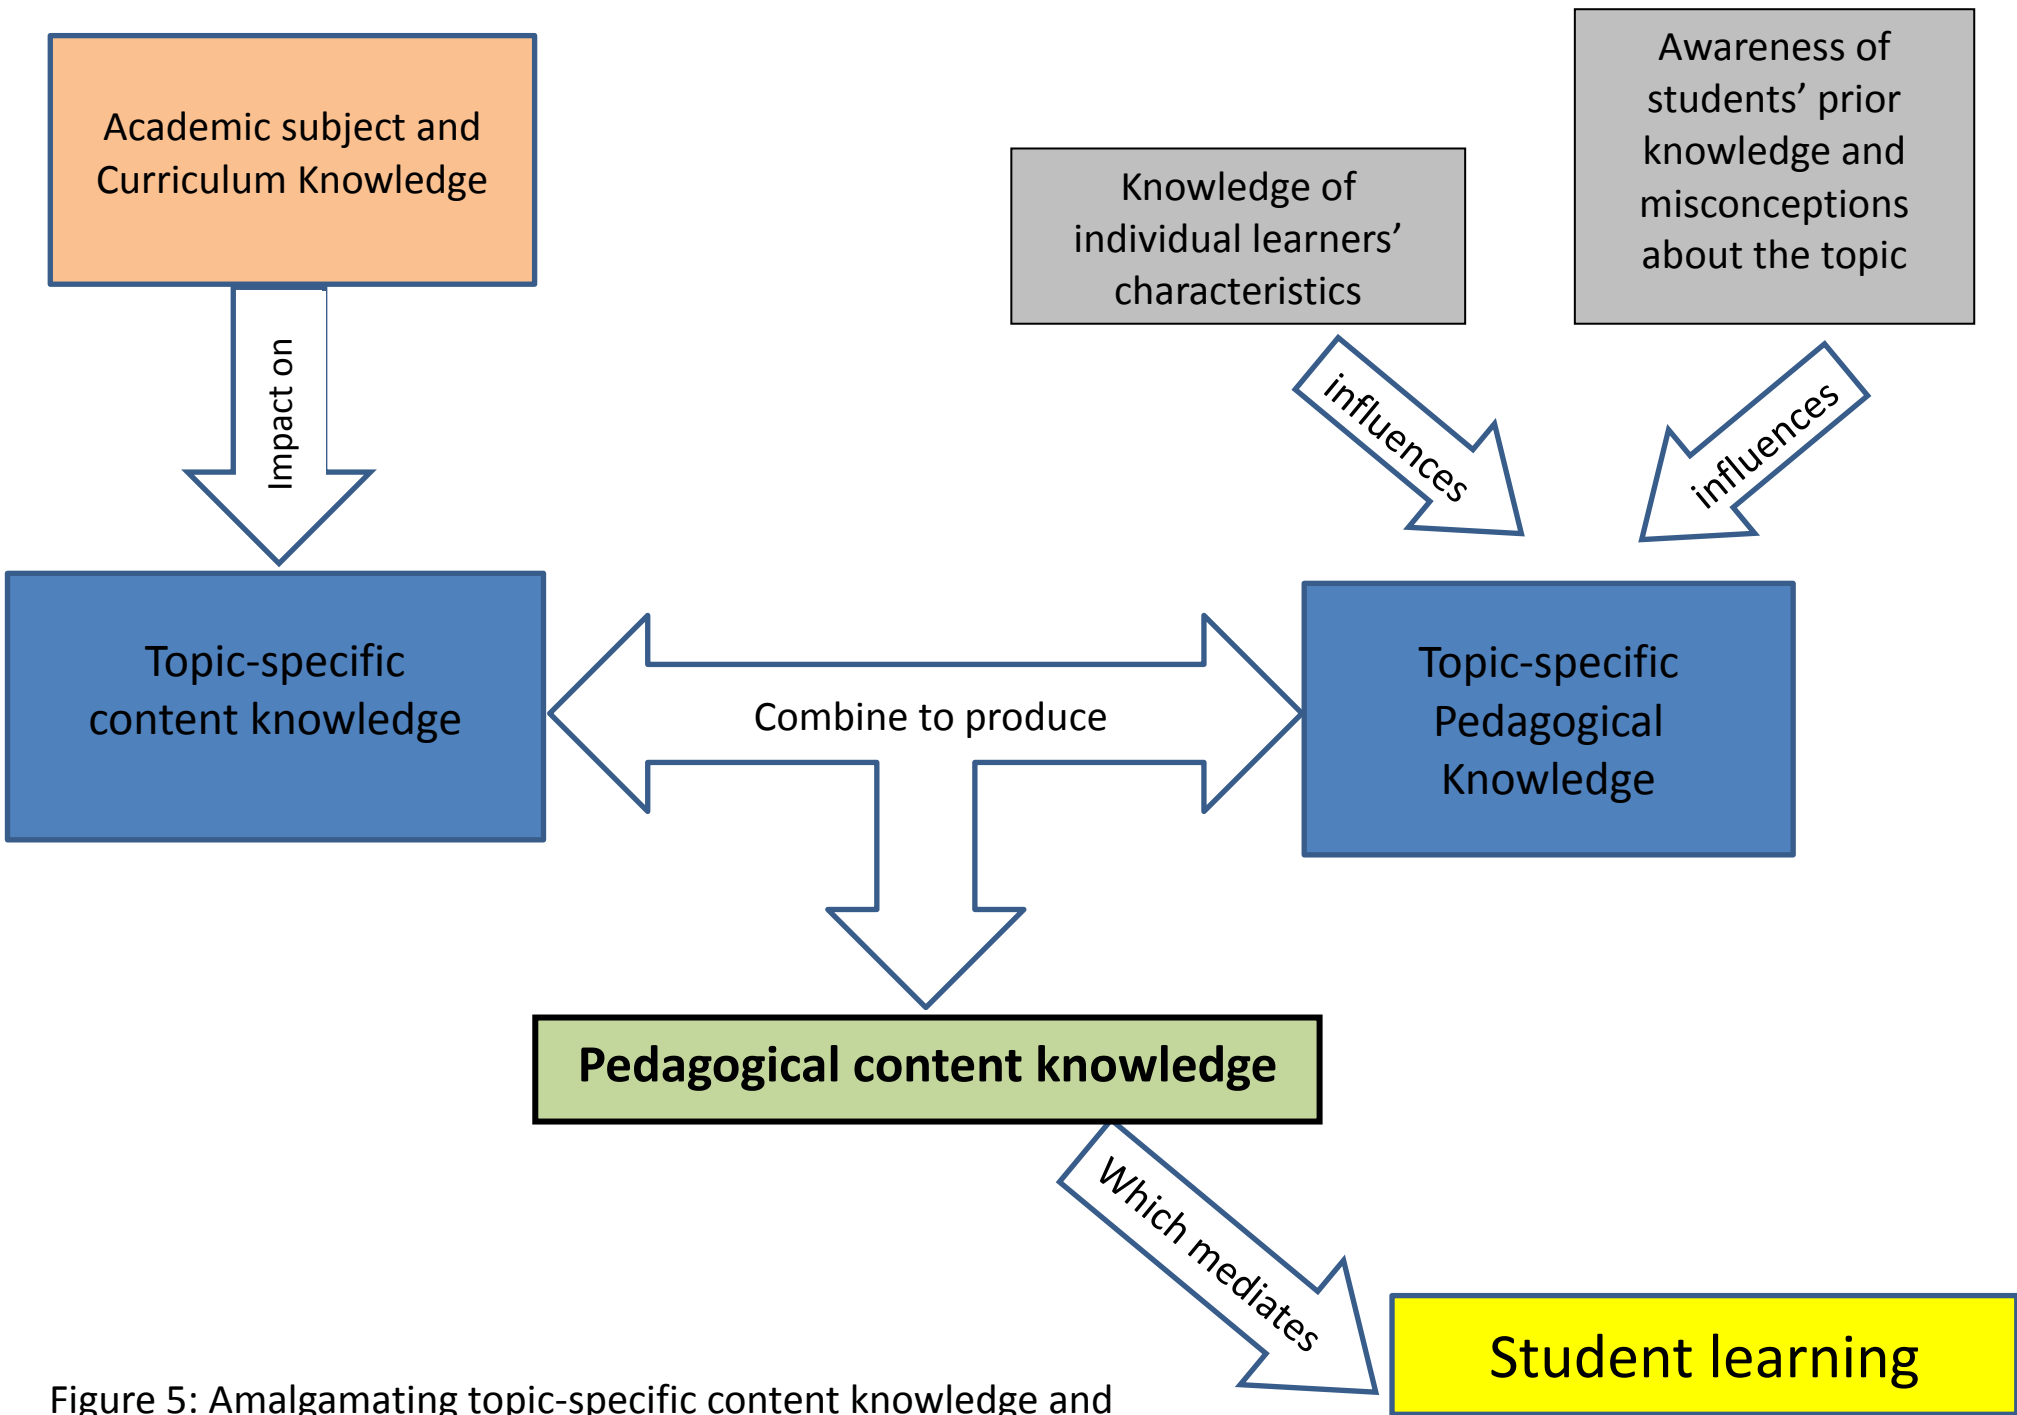 Academic subject and
Curriculum Knowledge
Knowledge of
individual learners’
characteristics
Awareness of
students’ prior
knowledge and
misconceptions
about the topic
Impact on
influences
influences
Topic-specific
content knowledge
Combine to produce
Topic-specific
Pedagogical
Knowledge
Pedagogical content knowledge
Which mediates
Student learning
Figure 5: Amalgamating topic-specific content knowledge and